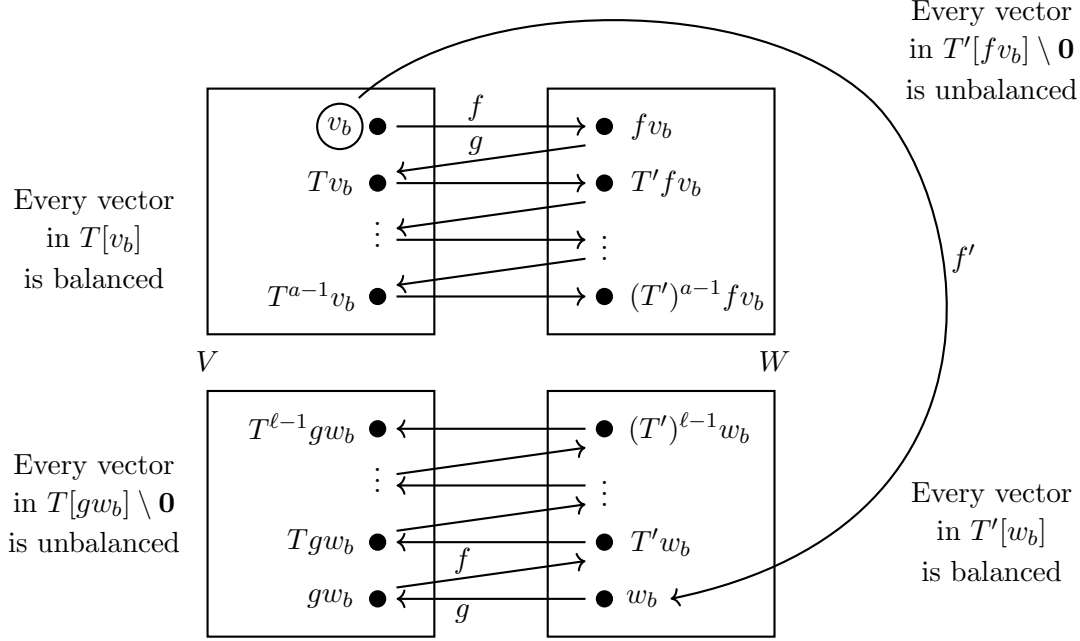 Every vector
in T′[fv_b] \ 𝟎
is unbalanced
v_b
f
g
fv_b
Tv_b
T′fv_b
⋮
⋮
T^{a−1}v_b
(T′)^{a−1}fv_b
Every vector
in T[v_b]
is balanced
f′
V
W
T^{ℓ−1}gw_b
(T′)^{ℓ−1}w_b
⋮
⋮
Tgw_b
T′w_b
f
gw_b
g
w_b
Every vector
in T[gw_b] \ 𝟎
is unbalanced
Every vector
in T′[w_b]
is balanced